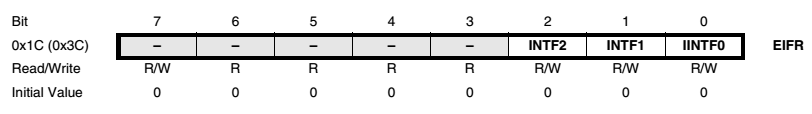 Bit 7 6 5 4 3 2 1 0
0x1C (0x3C) – – – – – INTF2 INTF1 IINTF0 EIFR
Read/Write R/W R R R R R/W R/W R/W
Initial Value 0 0 0 0 0 0 0 0